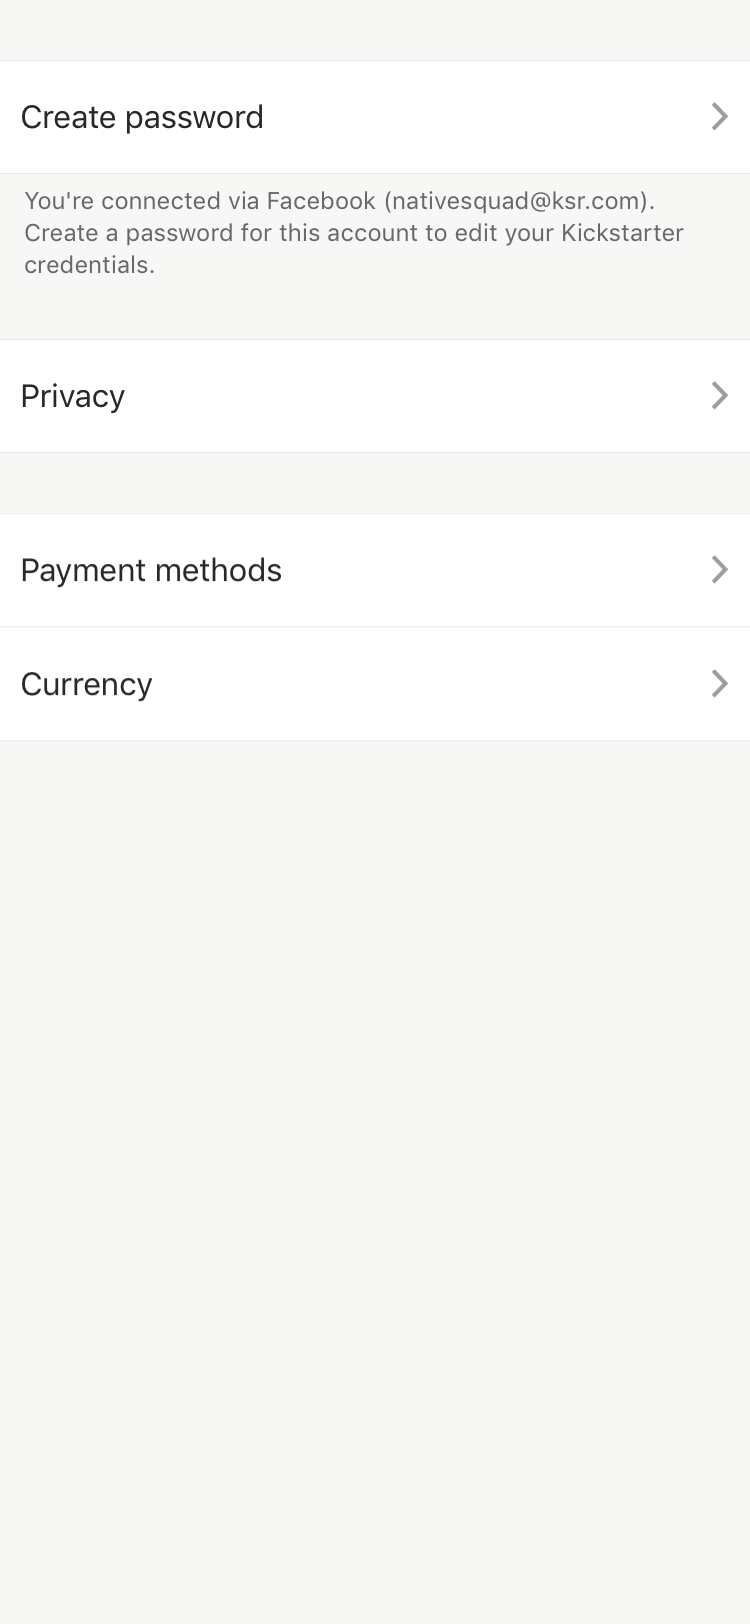 Create password
You're connected via Facebook (nativesquad@ksr.com).
Create a password for this account to edit your Kickstarter
credentials.
Privacy
Payment methods
Currency